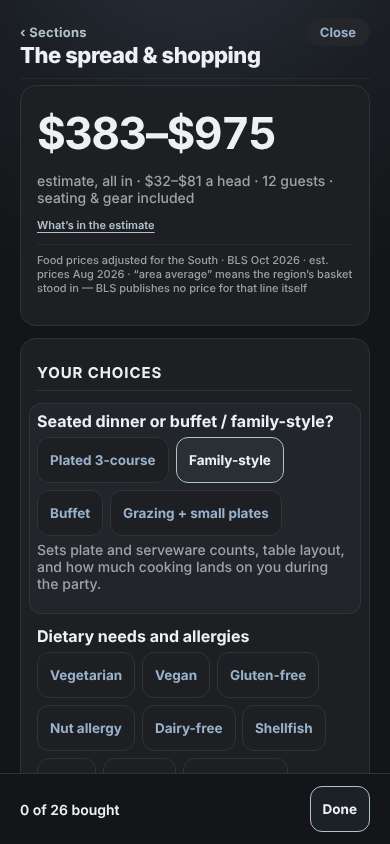 ‹ Sections
Close
The spread & shopping
$383–$975
estimate, all in · $32–$81 a head · 12 guests ·
seating & gear included
What's in the estimate
Food prices adjusted for the South · BLS Oct 2026 · est.
prices Aug 2026 · “area average” means the region's basket
stood in — BLS publishes no price for that line itself
YOUR CHOICES
Seated dinner or buffet / family-style?
Plated 3-course
Family-style
Buffet
Grazing + small plates
Sets plate and serveware counts, table layout,
and how much cooking lands on you during
the party.
Dietary needs and allergies
Vegetarian
Vegan
Gluten-free
Nut allergy
Dairy-free
Shellfish
0 of 26 bought
Done